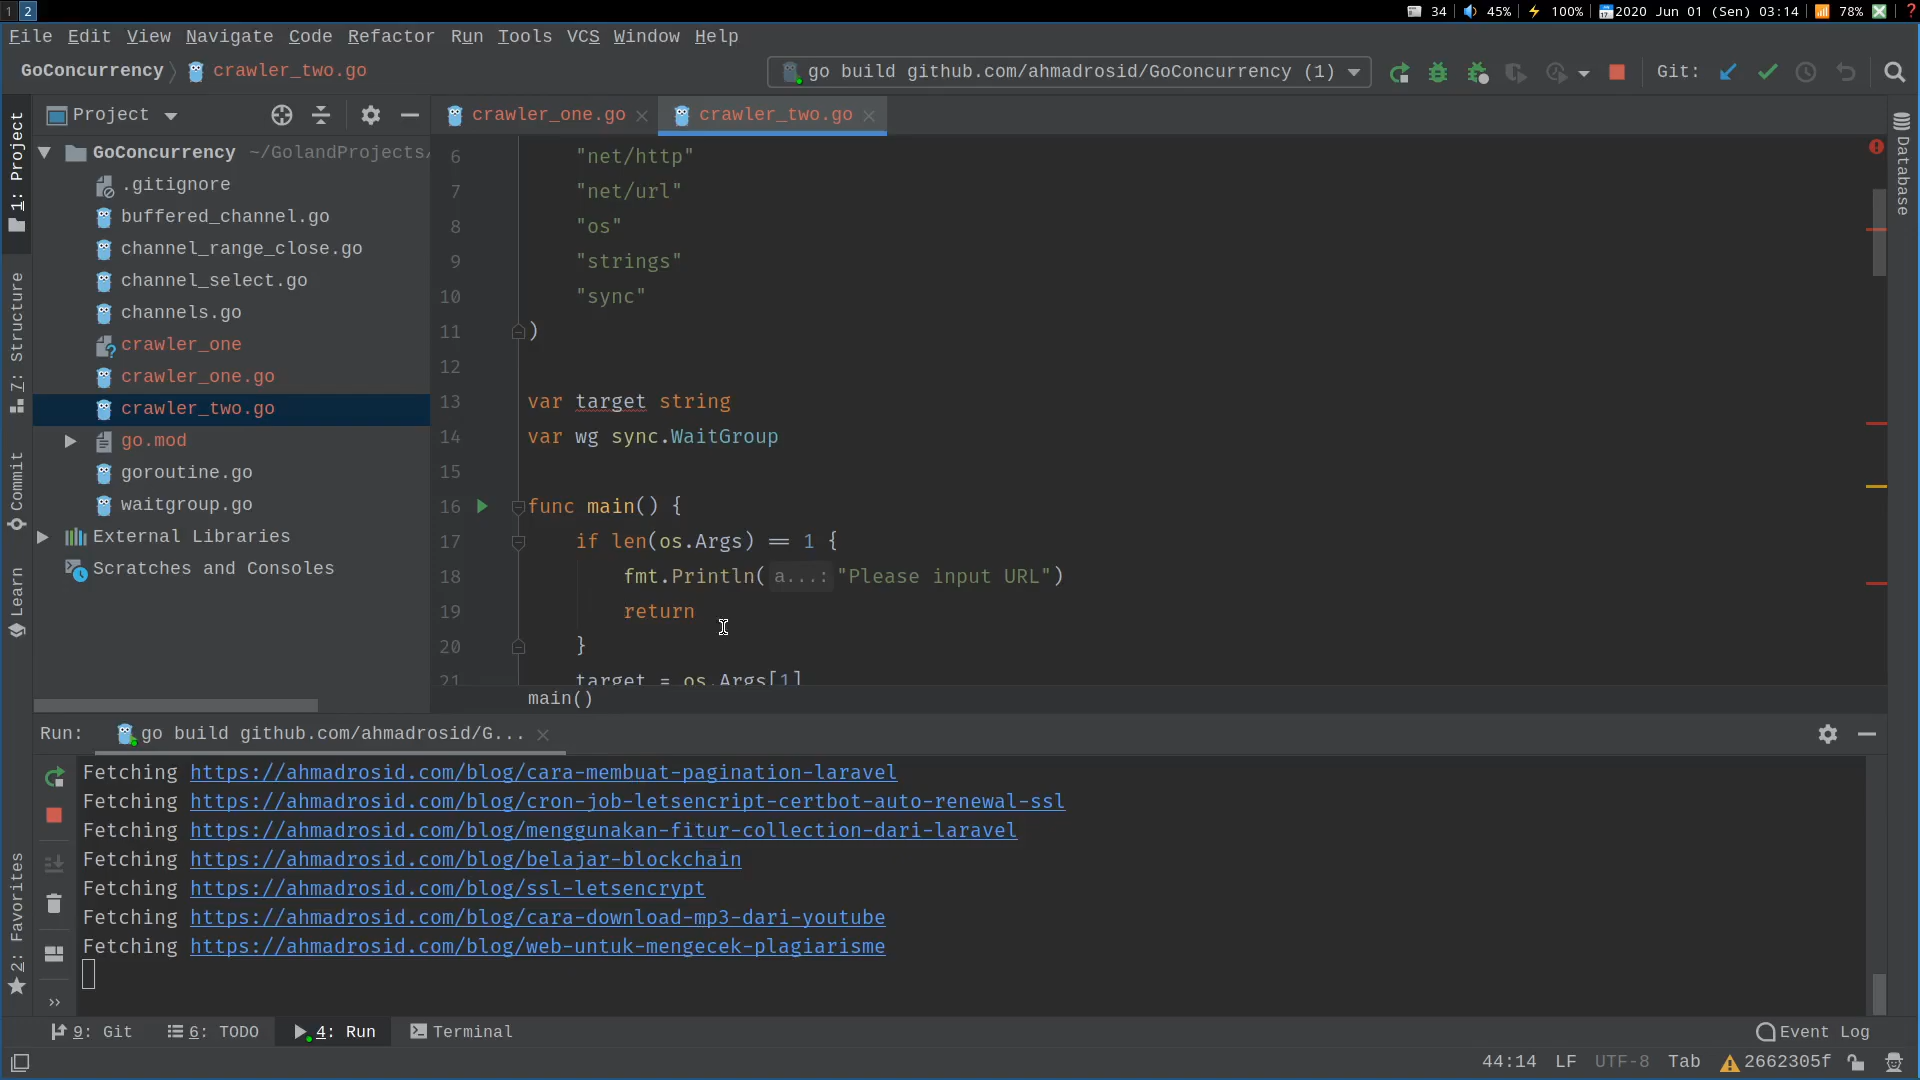 1 2 34 45% 100% 2020 Jun 01 (Sen) 03:14 78% ?
File Edit View Navigate Code Refactor Run Tools VCS Window Help
GoConcurrency crawler_two.go go build github.com/ahmadrosid/GoConcurrency (1) Git:
Project crawler_one.go crawler_two.go
1: Project
7: Structure
Commit
Learn
2: Favorites
Database
GoConcurrency ~/GolandProjects/
.gitignore
buffered_channel.go
channel_range_close.go
channel_select.go
channels.go
crawler_one
crawler_one.go
crawler_two.go
go.mod
goroutine.go
waitgroup.go
External Libraries
Scratches and Consoles
6 "net/http"
7 "net/url"
8 "os"
9 "strings"
10 "sync"
11 )
12
13 var target string
14 var wg sync.WaitGroup
15
16 func main() {
17 if len(os.Args) == 1 {
18 fmt.Println(a...: "Please input URL")
19 return
20 }
21 target = os.Args[1]
main()
Run: go build github.com/ahmadrosid/G...
Fetching https://ahmadrosid.com/blog/cara-membuat-pagination-laravel
Fetching https://ahmadrosid.com/blog/cron-job-letsencript-certbot-auto-renewal-ssl
Fetching https://ahmadrosid.com/blog/menggunakan-fitur-collection-dari-laravel
Fetching https://ahmadrosid.com/blog/belajar-blockchain
Fetching https://ahmadrosid.com/blog/ssl-letsencrypt
Fetching https://ahmadrosid.com/blog/cara-download-mp3-dari-youtube
Fetching https://ahmadrosid.com/blog/web-untuk-mengecek-plagiarisme
9: Git 6: TODO 4: Run Terminal Event Log
44:14 LF UTF-8 Tab 2662305f